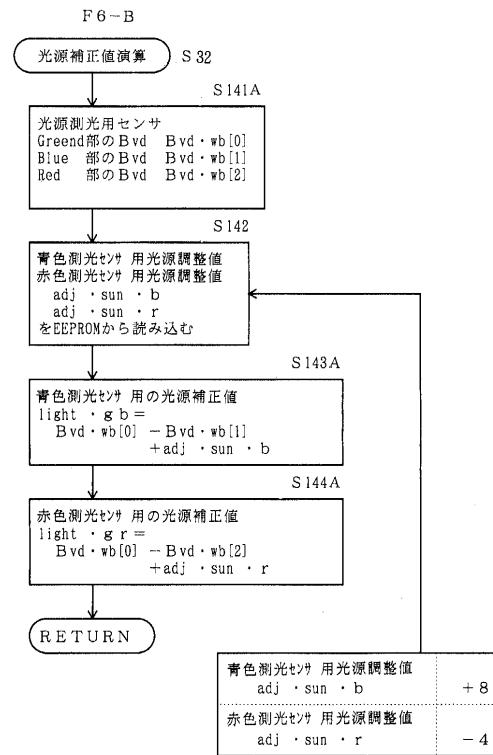 F6-B
光源補正値演算 S32
S141A
光源測光用センサ
Greend部のBvd Bvd・wb[0]
Blue 部のBvd Bvd・wb[1]
Red 部のBvd Bvd・wb[2]
S142
青色測光センサ 用光源調整値
赤色測光センサ 用光源調整値
adj ・sun ・b
adj ・sun ・r
をEEPROMから読み込む
S143A
青色測光センサ 用の光源補正値
light ・gb=
Bvd・wb[0] -Bvd・wb[1]
+adj ・sun ・b
S144A
赤色測光センサ 用の光源補正値
light ・gr=
Bvd・wb[0] -Bvd・wb[2]
+adj ・sun ・r
RETURN
青色測光センサ 用光源調整値
adj ・sun ・b +8
赤色測光センサ 用光源調整値
adj ・sun ・r -4